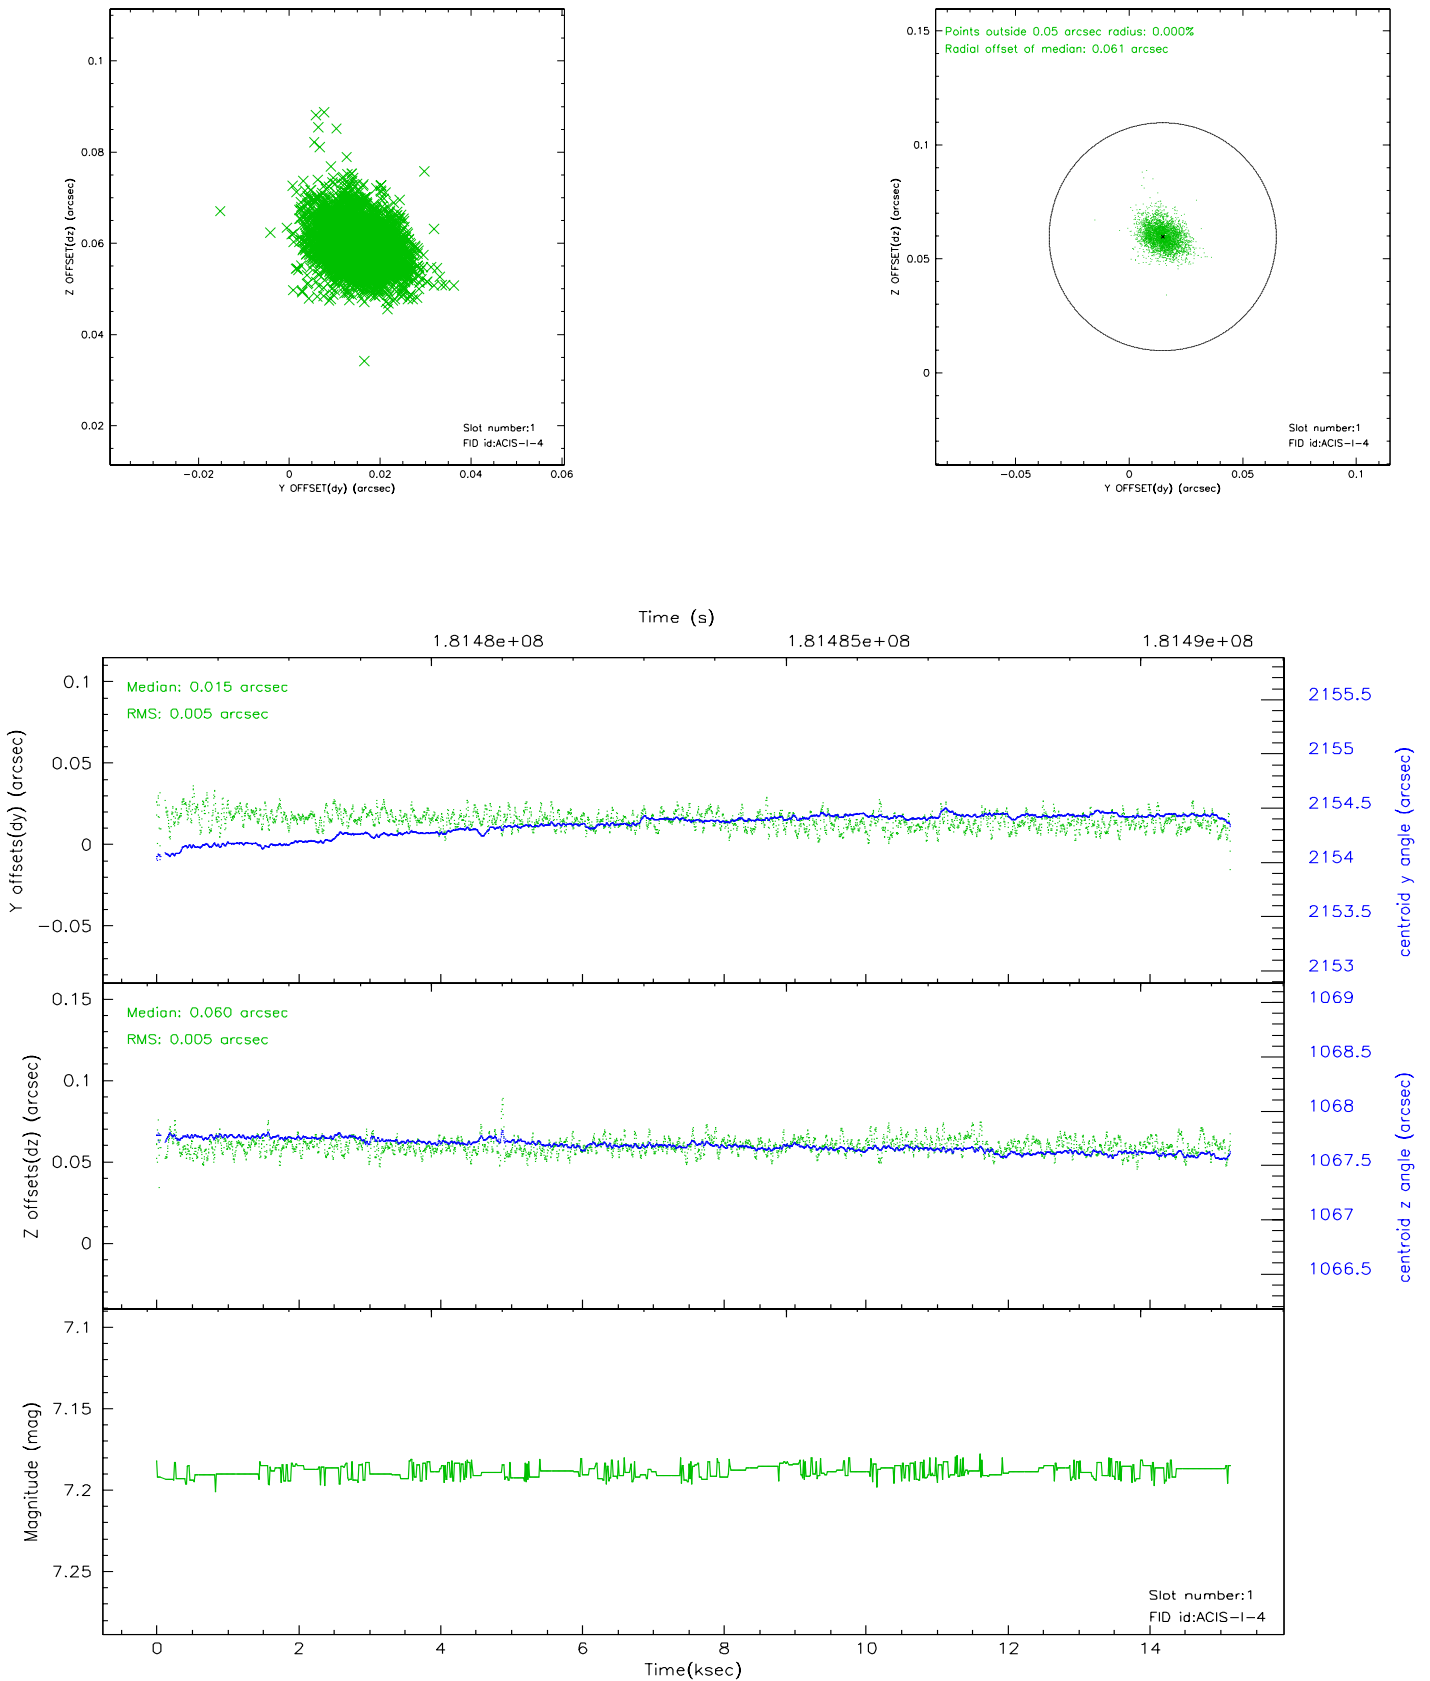 0.1
0.08
0.06
0.04
0.02
Z OFFSET(dz) (arcsec)
Slot number:1
FID id:ACIS-I-4
-0.02 0 0.02 0.04 0.06
Y OFFSET(dy) (arcsec)
Points outside 0.05 arcsec radius: 0.000%
Radial offset of median: 0.061 arcsec
0.15
0.1
0.05
0
Z OFFSET(dz) (arcsec)
Slot number:1
FID id:ACIS-I-4
-0.05 0 0.05 0.1
Y OFFSET(dy) (arcsec)
Time (s)
1.8148e+08 1.81485e+08 1.8149e+08
Median: 0.015 arcsec
RMS: 0.005 arcsec
0.1
0.05
0
-0.05
Y offsets(dy) (arcsec)
2155.5
2155
2154.5
2154
2153.5
2153
centroid y angle (arcsec)
Median: 0.060 arcsec
RMS: 0.005 arcsec
0.15
0.1
0.05
0
Z offsets(dz) (arcsec)
1069
1068.5
1068
1067.5
1067
1066.5
centroid z angle (arcsec)
7.1
7.15
7.2
7.25
Magnitude (mag)
Slot number:1
FID id:ACIS-I-4
0 2 4 6 8 10 12 14
Time(ksec)